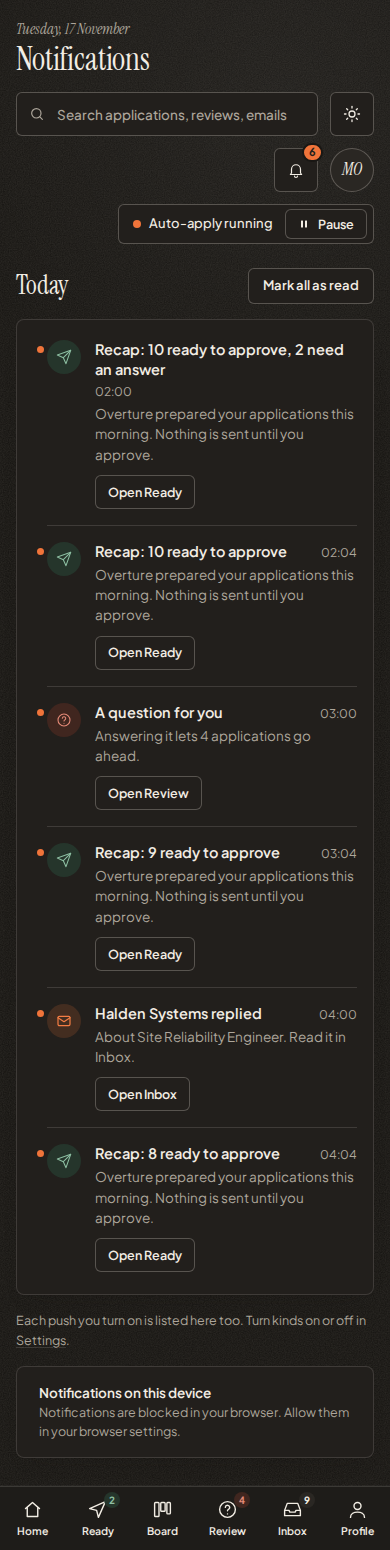 Tuesday, 17 November
Notifications
Search applications, reviews, emails
6
MO
Auto-apply running
Pause
Today
Mark all as read
Recap: 10 ready to approve, 2 need
an answer
02:00
Overture prepared your applications this
morning. Nothing is sent until you
approve.
Open Ready
Recap: 10 ready to approve 02:04
Overture prepared your applications this
morning. Nothing is sent until you
approve.
Open Ready
A question for you 03:00
Answering it lets 4 applications go
ahead.
Open Review
Recap: 9 ready to approve 03:04
Overture prepared your applications this
morning. Nothing is sent until you
approve.
Open Ready
Halden Systems replied 04:00
About Site Reliability Engineer. Read it in
Inbox.
Open Inbox
Recap: 8 ready to approve 04:04
Overture prepared your applications this
morning. Nothing is sent until you
approve.
Open Ready
Each push you turn on is listed here too. Turn kinds on or off in
Settings.
Notifications on this device
Notifications are blocked in your browser. Allow them
in your browser settings.
2 4 9
Home Ready Board Review Inbox Profile